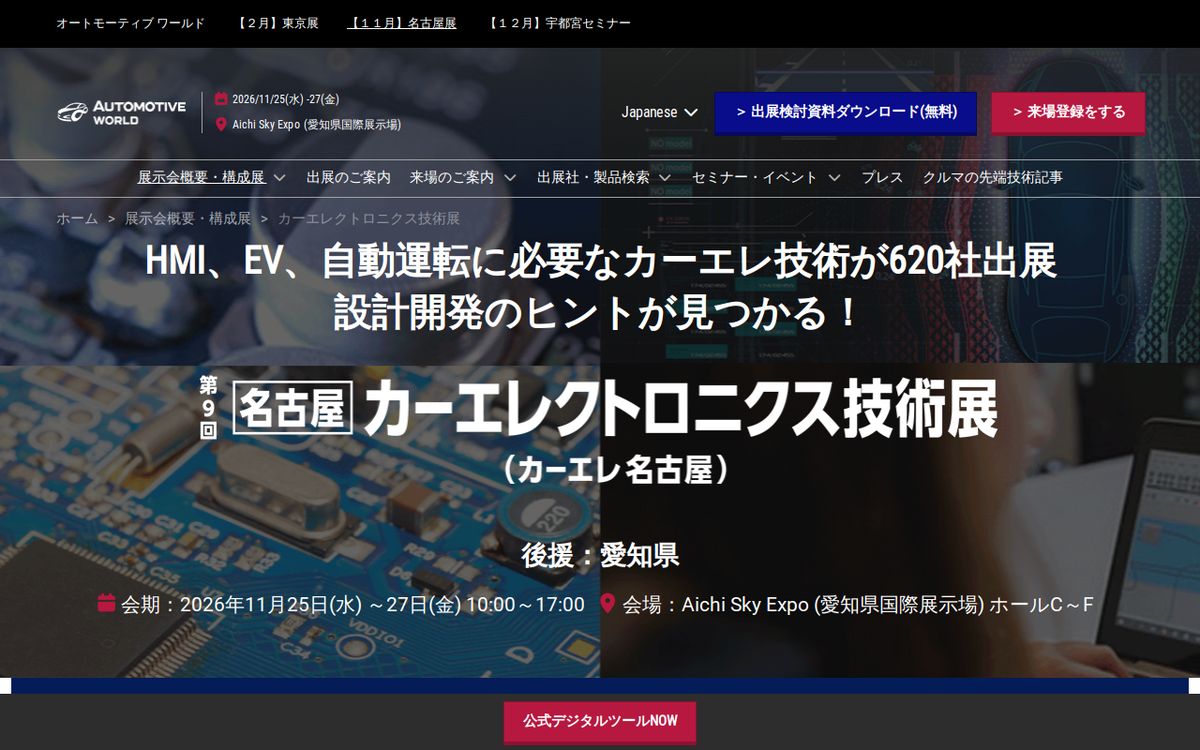 オートモーティブ ワールド 【２月】東京展 【１１月】名古屋展 【１２月】宇都宮セミナー
AUTOMOTIVE WORLD
2026/11/25(水) -27(金)
Aichi Sky Expo (愛知県国際展示場)
Japanese
＞出展検討資料ダウンロード(無料)
＞来場登録をする
展示会概要・構成展 出展のご案内 来場のご案内 出展社・製品検索 セミナー・イベント プレス クルマの先端技術記事
ホーム > 展示会概要・構成展 > カーエレクトロニクス技術展
HMI、EV、自動運転に必要なカーエレ技術が620社出展
設計開発のヒントが見つかる！
第9回 名古屋 カーエレクトロニクス技術展
（カーエレ名古屋）
後援：愛知県
会期：2026年11月25日(水) ～27日(金) 10:00～17:00 会場：Aichi Sky Expo (愛知県国際展示場) ホールC～F
公式デジタルツールNOW